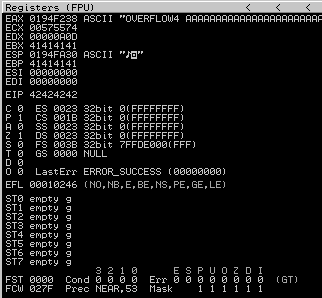 Registers (FPU) < < <
EAX 0194F238 ASCII "OVERFLOW4 AAAAAAAAAAAAAAAAAAAAAAAA
ECX 00575574
EDX 00000A0D
EBX 41414141
ESP 0194FA30 ASCII "♪◙"
EBP 41414141
ESI 00000000
EDI 00000000
EIP 42424242
C 0 ES 0023 32bit 0(FFFFFFFF)
P 1 CS 001B 32bit 0(FFFFFFFF)
A 0 SS 0023 32bit 0(FFFFFFFF)
Z 1 DS 0023 32bit 0(FFFFFFFF)
S 0 FS 003B 32bit 7FFDE000(FFF)
T 0 GS 0000 NULL
D 0
O 0 LastErr ERROR_SUCCESS (00000000)
EFL 00010246 (NO,NB,E,BE,NS,PE,GE,LE)
ST0 empty g
ST1 empty g
ST2 empty g
ST3 empty g
ST4 empty g
ST5 empty g
ST6 empty g
ST7 empty g
3 2 1 0 E S P U O Z D I
FST 0000 Cond 0 0 0 0 Err 0 0 0 0 0 0 0 0 (GT)
FCW 027F Prec NEAR,53 Mask 1 1 1 1 1 1